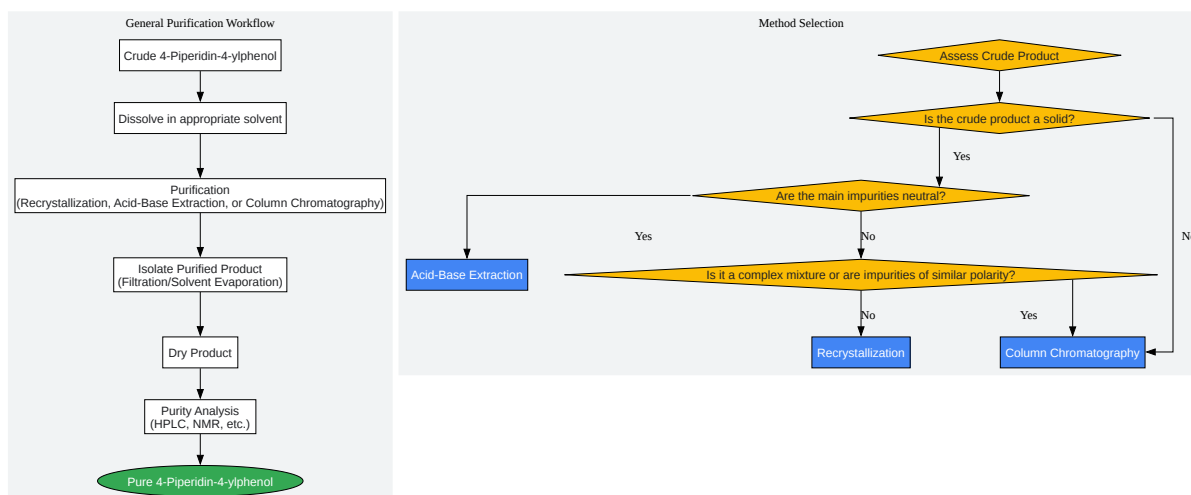 General Purification Workflow
Crude 4-Piperidin-4-ylphenol
Dissolve in appropriate solvent
Purification
(Recrystallization, Acid-Base Extraction, or Column Chromatography)
Isolate Purified Product
(Filtration/Solvent Evaporation)
Dry Product
Purity Analysis
(HPLC, NMR, etc.)
Pure 4-Piperidin-4-ylphenol
Method Selection
Assess Crude Product
Is the crude product a solid?
Yes
Are the main impurities neutral?
Yes
No
No
Acid-Base Extraction
Is it a complex mixture or are impurities of similar polarity?
No
Yes
Recrystallization
Column Chromatography